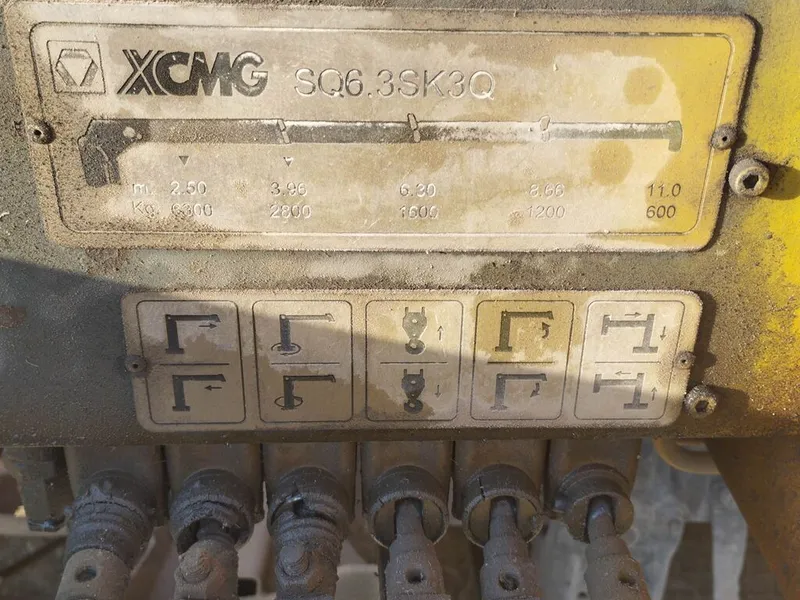 XCMG SQ6.3SK3Q
m. 2.50 3.96 6.30 8.66 11.0
Kg. 6300 2800 1600 1200 600